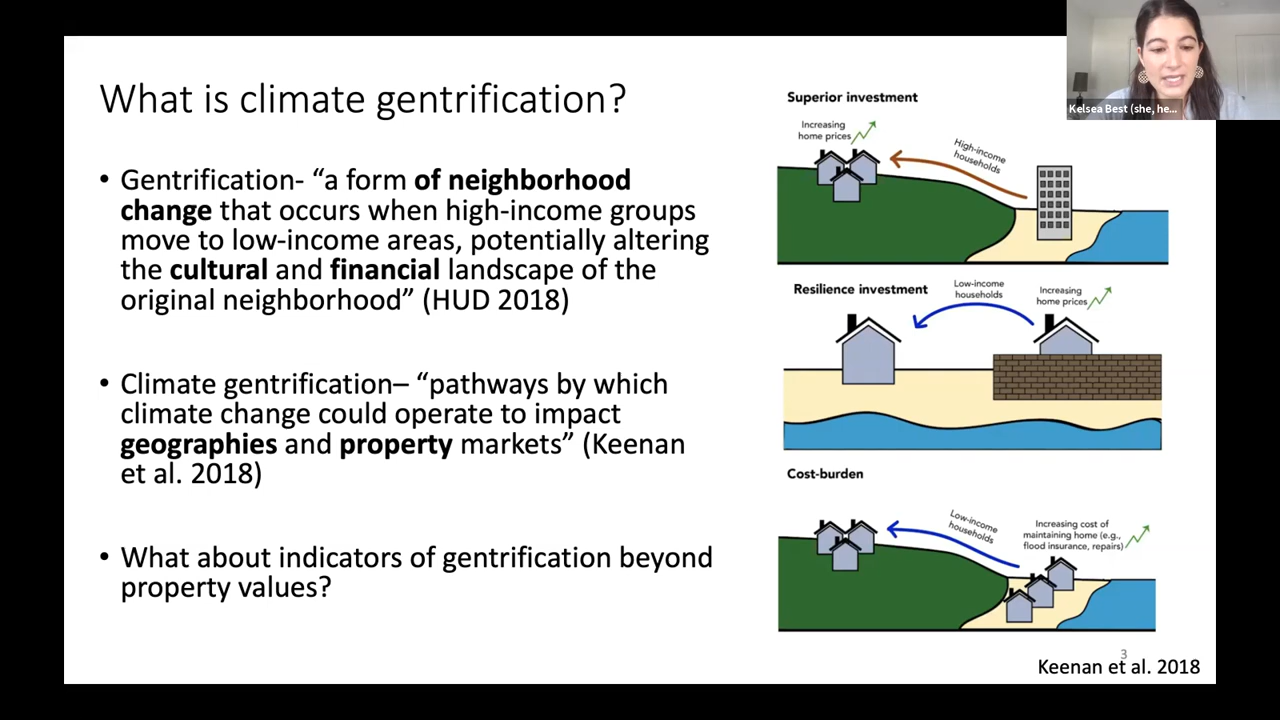 What is climate gentrification?
• Gentrification- “a form of neighborhood
change that occurs when high-income groups
move to low-income areas, potentially altering
the cultural and financial landscape of the
original neighborhood” (HUD 2018)
• Climate gentrification– “pathways by which
climate change could operate to impact
geographies and property markets” (Keenan
et al. 2018)
• What about indicators of gentrification beyond
property values?
Superior investment
Increasing
home prices
High-income
households
Resilience investment
Low-income
households
Increasing
home prices
Cost-burden
Low-income
households
Increasing cost of
maintaining home (e.g.,
flood insurance, repairs)
3
Keenan et al. 2018
Kelsea Best (she, he...